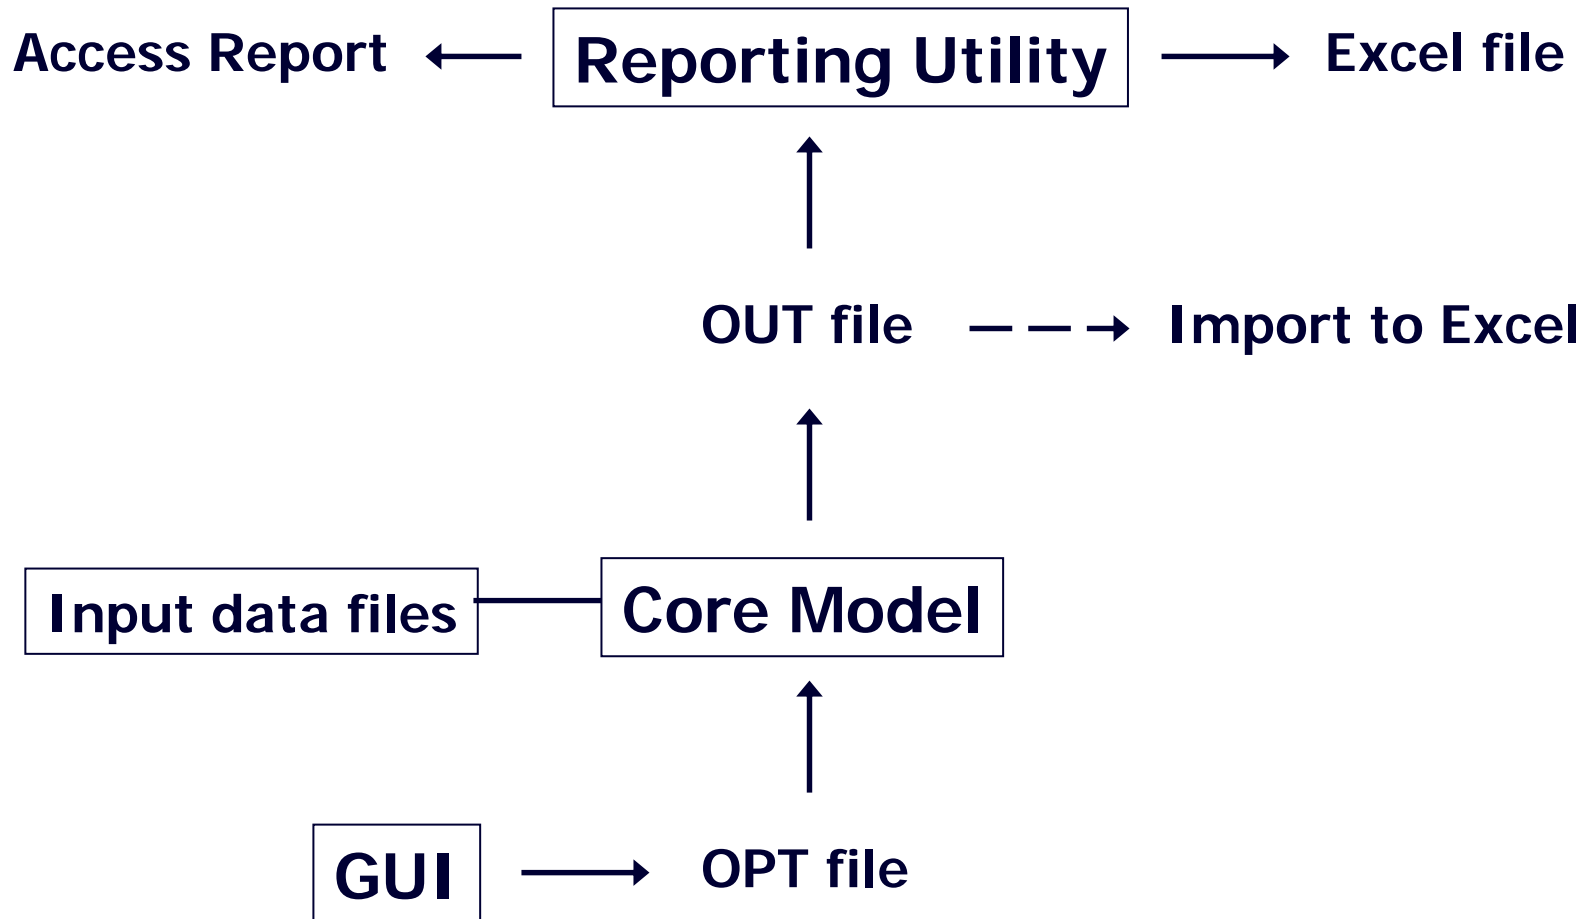 Access Report
Reporting Utility
Excel file
OUT file
Import to Excel
Input data files
Core Model
GUI
OPT file